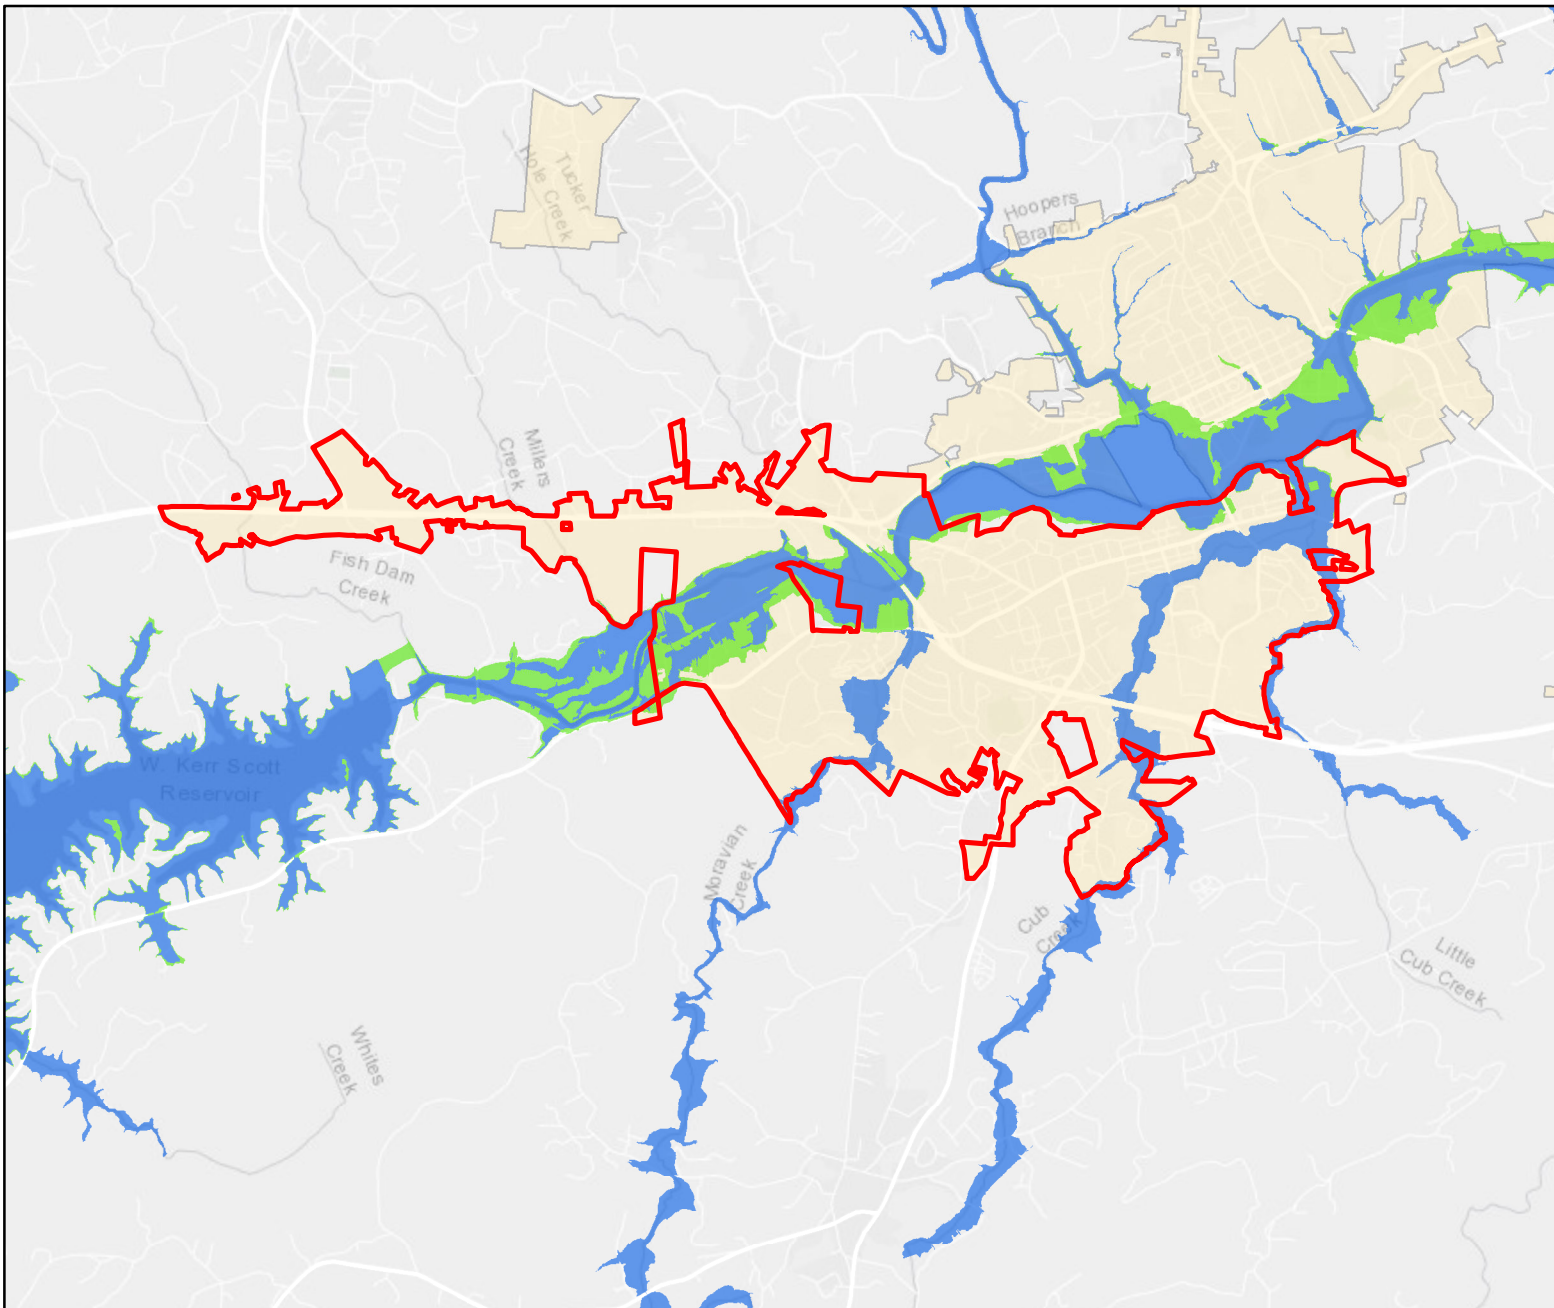 Tucker
Hole Creek
Hoopers
Branch
Millers
Creek
Fish Dam
Creek
W. Kerr Scott
Reservoir
Moravian
Creek
Cub
Creek
Little
Cub Creek
Whites
Creek